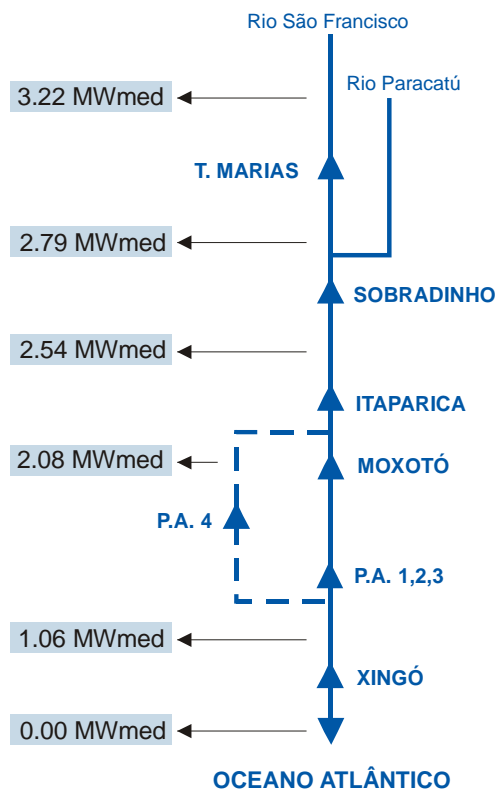 Rio São Francisco
Rio Paracatú
3.22 MWmed
T. MARIAS
2.79 MWmed
SOBRADINHO
2.54 MWmed
ITAPARICA
2.08 MWmed
MOXOTÓ
P.A. 4
P.A. 1,2,3
1.06 MWmed
XINGÓ
0.00 MWmed
OCEANO ATLÂNTICO